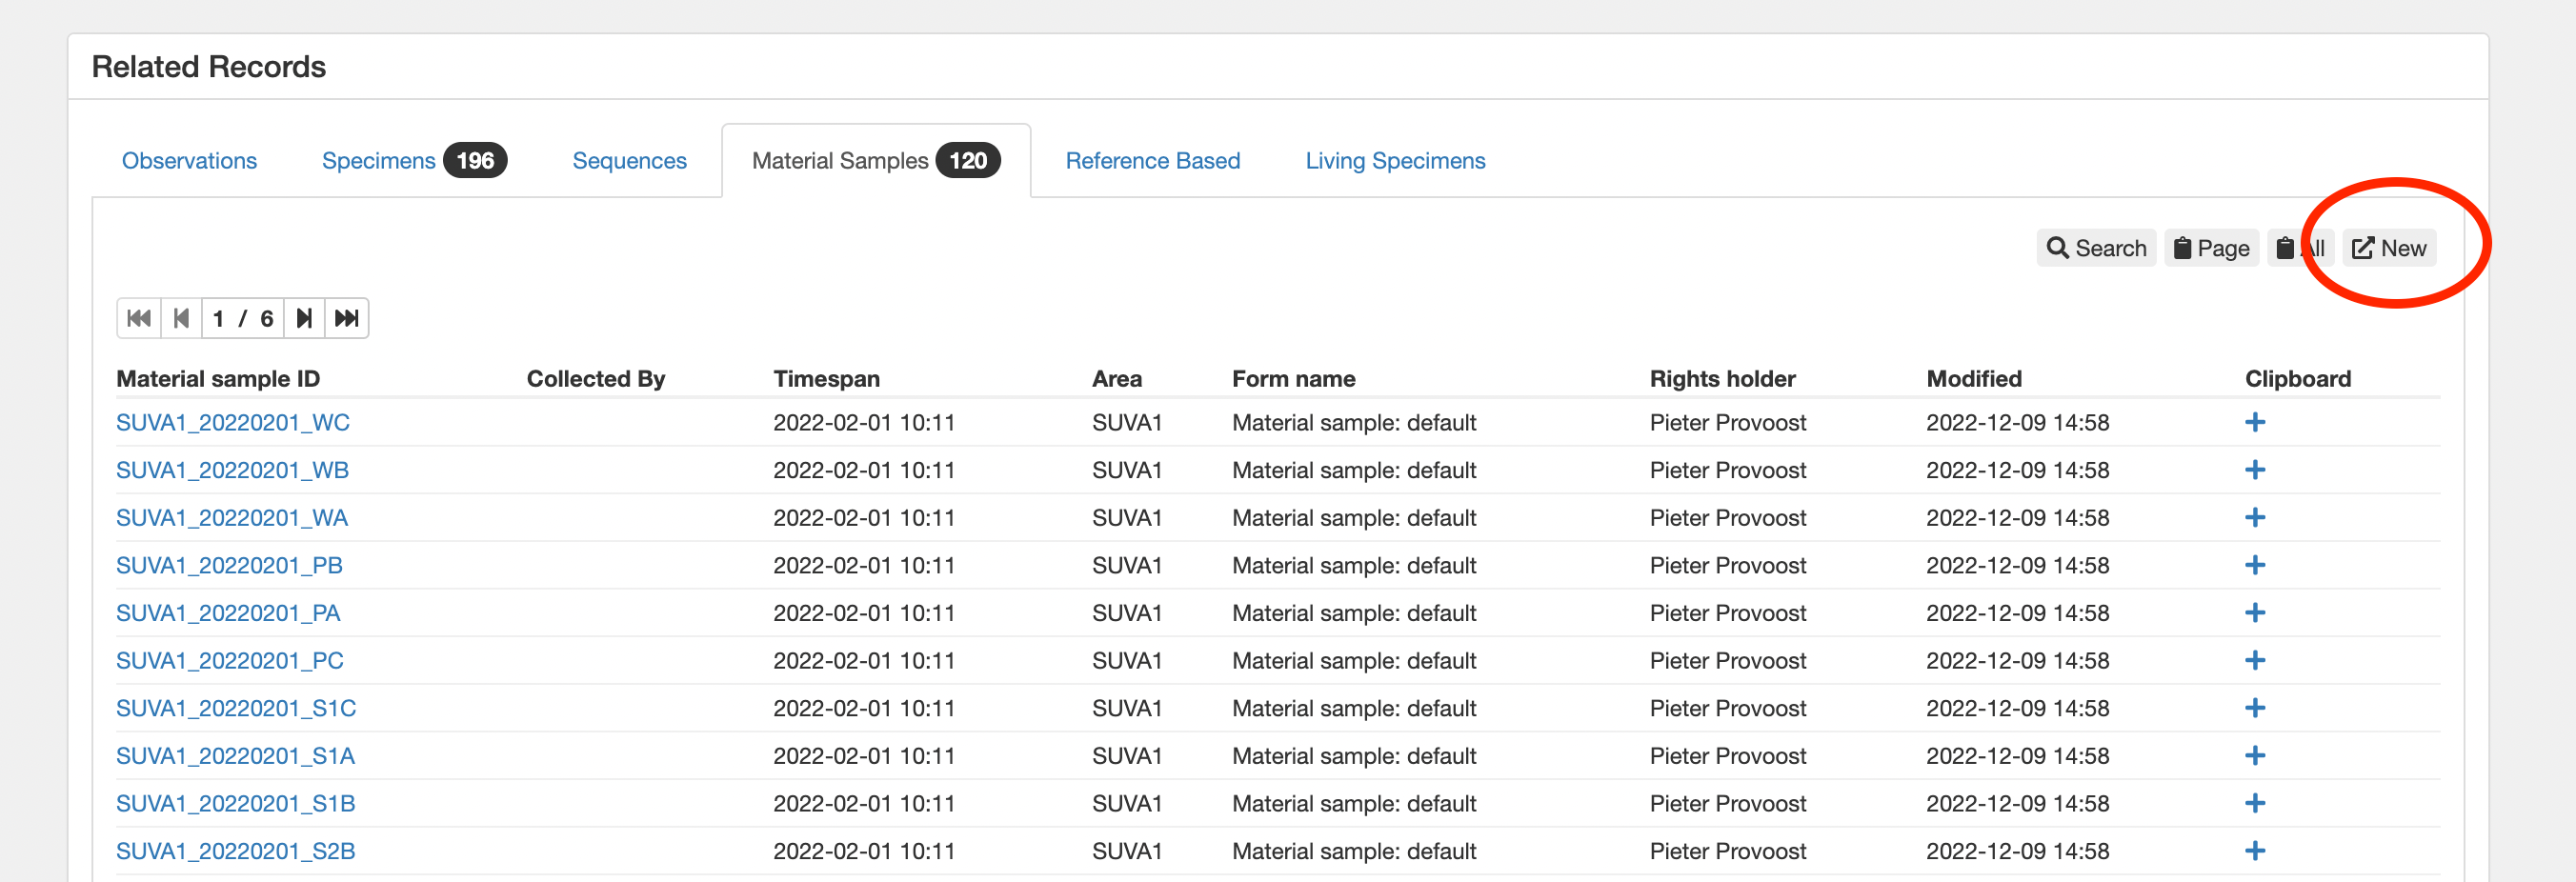 Related Records
Observations Specimens 196 Sequences Material Samples 120 Reference Based Living Specimens
Search Page All New
1 / 6
Material sample ID Collected By Timespan Area Form name Rights holder Modified Clipboard
SUVA1_20220201_WC 2022-02-01 10:11 SUVA1 Material sample: default Pieter Provoost 2022-12-09 14:58
SUVA1_20220201_WB 2022-02-01 10:11 SUVA1 Material sample: default Pieter Provoost 2022-12-09 14:58
SUVA1_20220201_WA 2022-02-01 10:11 SUVA1 Material sample: default Pieter Provoost 2022-12-09 14:58
SUVA1_20220201_PB 2022-02-01 10:11 SUVA1 Material sample: default Pieter Provoost 2022-12-09 14:58
SUVA1_20220201_PA 2022-02-01 10:11 SUVA1 Material sample: default Pieter Provoost 2022-12-09 14:58
SUVA1_20220201_PC 2022-02-01 10:11 SUVA1 Material sample: default Pieter Provoost 2022-12-09 14:58
SUVA1_20220201_S1C 2022-02-01 10:11 SUVA1 Material sample: default Pieter Provoost 2022-12-09 14:58
SUVA1_20220201_S1A 2022-02-01 10:11 SUVA1 Material sample: default Pieter Provoost 2022-12-09 14:58
SUVA1_20220201_S1B 2022-02-01 10:11 SUVA1 Material sample: default Pieter Provoost 2022-12-09 14:58
SUVA1_20220201_S2B 2022-02-01 10:11 SUVA1 Material sample: default Pieter Provoost 2022-12-09 14:58